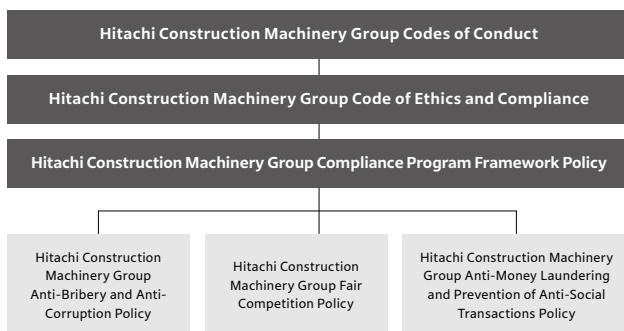 Hitachi Construction Machinery Group Codes of Conduct
Hitachi Construction Machinery Group Code of Ethics and Compliance
Hitachi Construction Machinery Group Compliance Program Framework Policy
Hitachi Construction
Machinery Group
Anti-Bribery and Anti-
Corruption Policy
Hitachi Construction
Machinery Group Fair
Competition Policy
Hitachi Construction Machinery
Group Anti-Money Laundering
and Prevention of Anti-Social
Transactions Policy